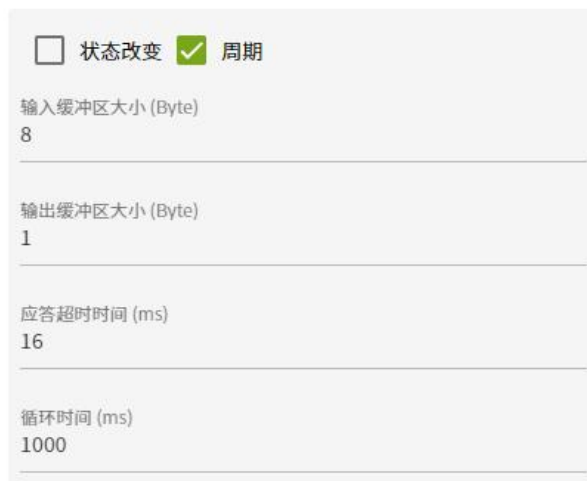 状态改变 周期
输入缓冲区大小 (Byte)
8
输出缓冲区大小 (Byte)
1
应答超时时间 (ms)
16
循环时间 (ms)
1000